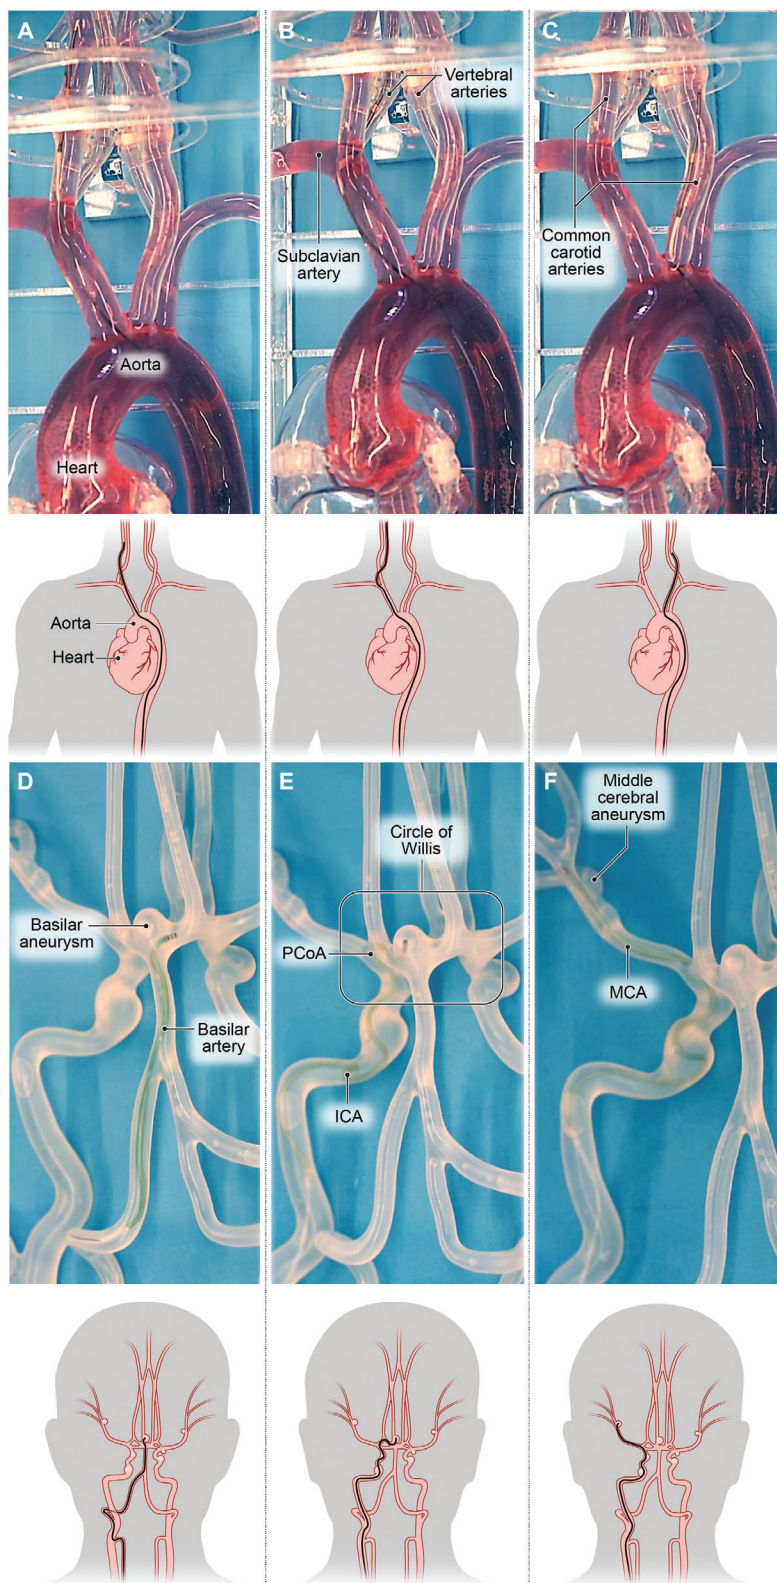 A
B
C
Vertebral
arteries
Subclavian
artery
Common
carotid
arteries
Aorta
Heart
Aorta
Heart
D
E
F
Middle
cerebral
aneurysm
Circle of
Willis
Basilar
aneurysm
PCoA
MCA
Basilar
artery
ICA